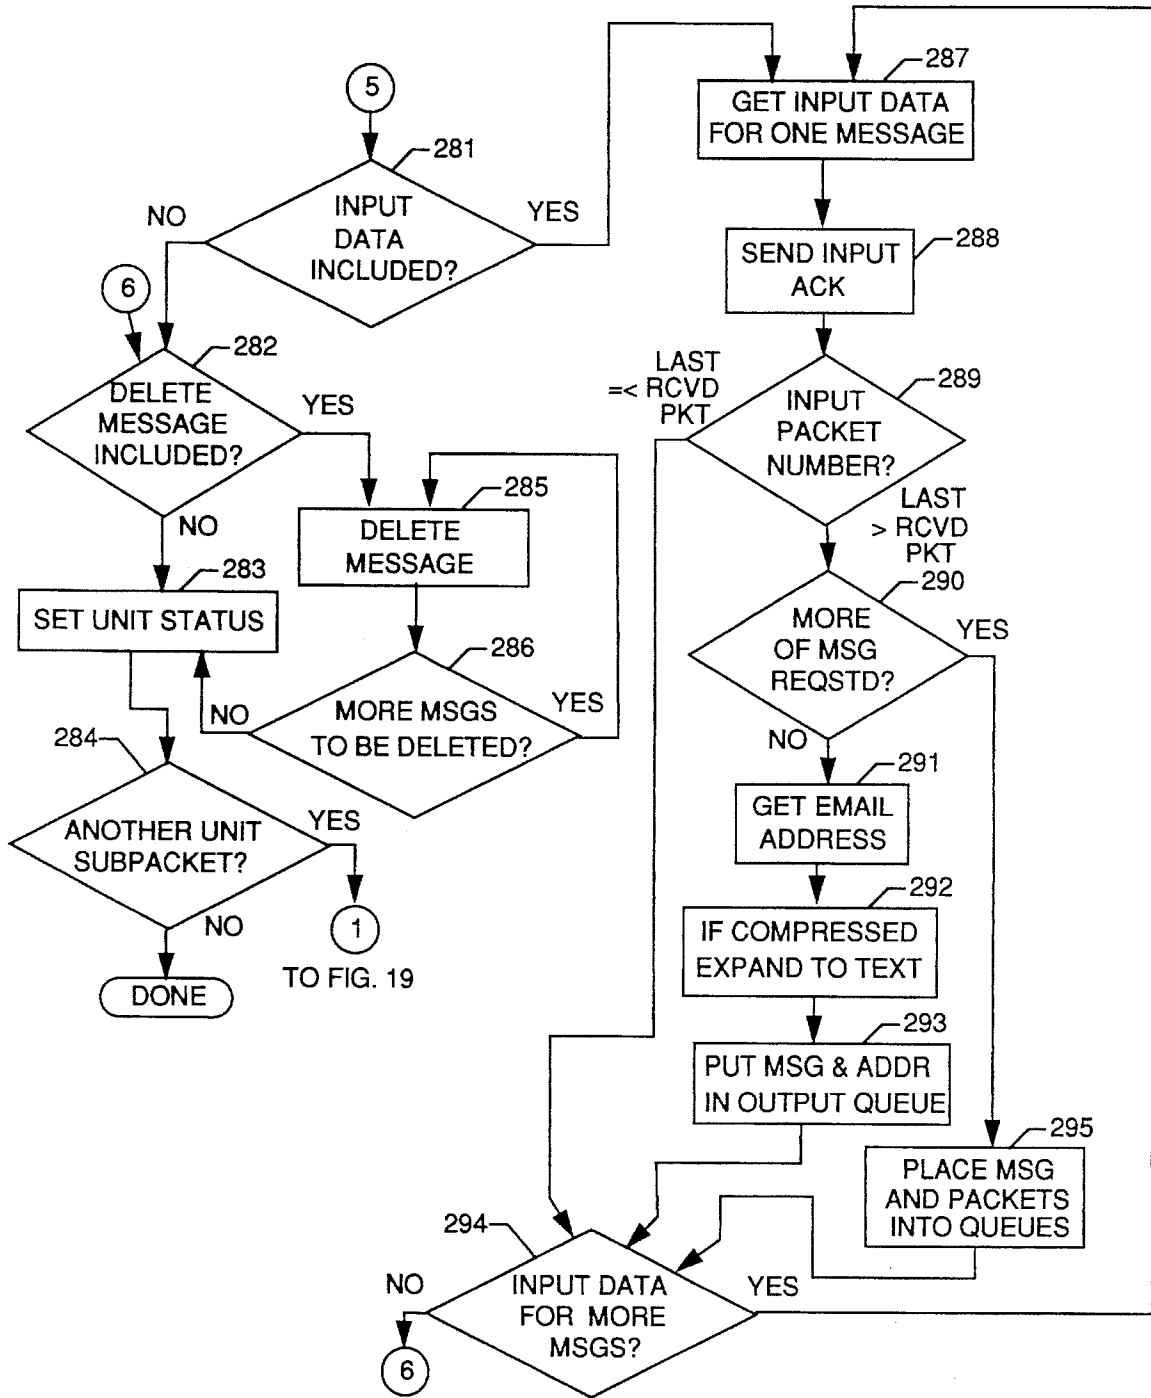 5
281
INPUT
DATA
INCLUDED?
NO
YES
6
282
DELETE
MESSAGE
INCLUDED?
YES
NO
283
SET UNIT STATUS
285
DELETE
MESSAGE
286
MORE MSGS
TO BE DELETED?
NO
YES
284
ANOTHER UNIT
SUBPACKET?
YES
NO
1
TO FIG. 19
DONE
287
GET INPUT DATA
FOR ONE MESSAGE
288
SEND INPUT
ACK
289
INPUT
PACKET
NUMBER?
LAST
=< RCVD
PKT
LAST
> RCVD
PKT
290
MORE
OF MSG
REQSTD?
YES
NO
291
GET EMAIL
ADDRESS
292
IF COMPRESSED
EXPAND TO TEXT
293
PUT MSG & ADDR
IN OUTPUT QUEUE
295
PLACE MSG
AND PACKETS
INTO QUEUES
294
INPUT DATA
FOR MORE
MSGS?
NO
YES
6